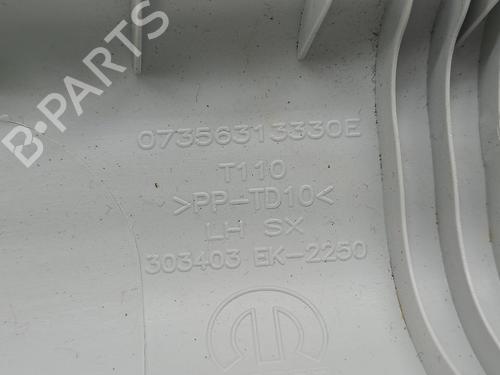 B-PARTS
07356313330E
T110
>PP-TD10<
LH SX
303403 EK-2250